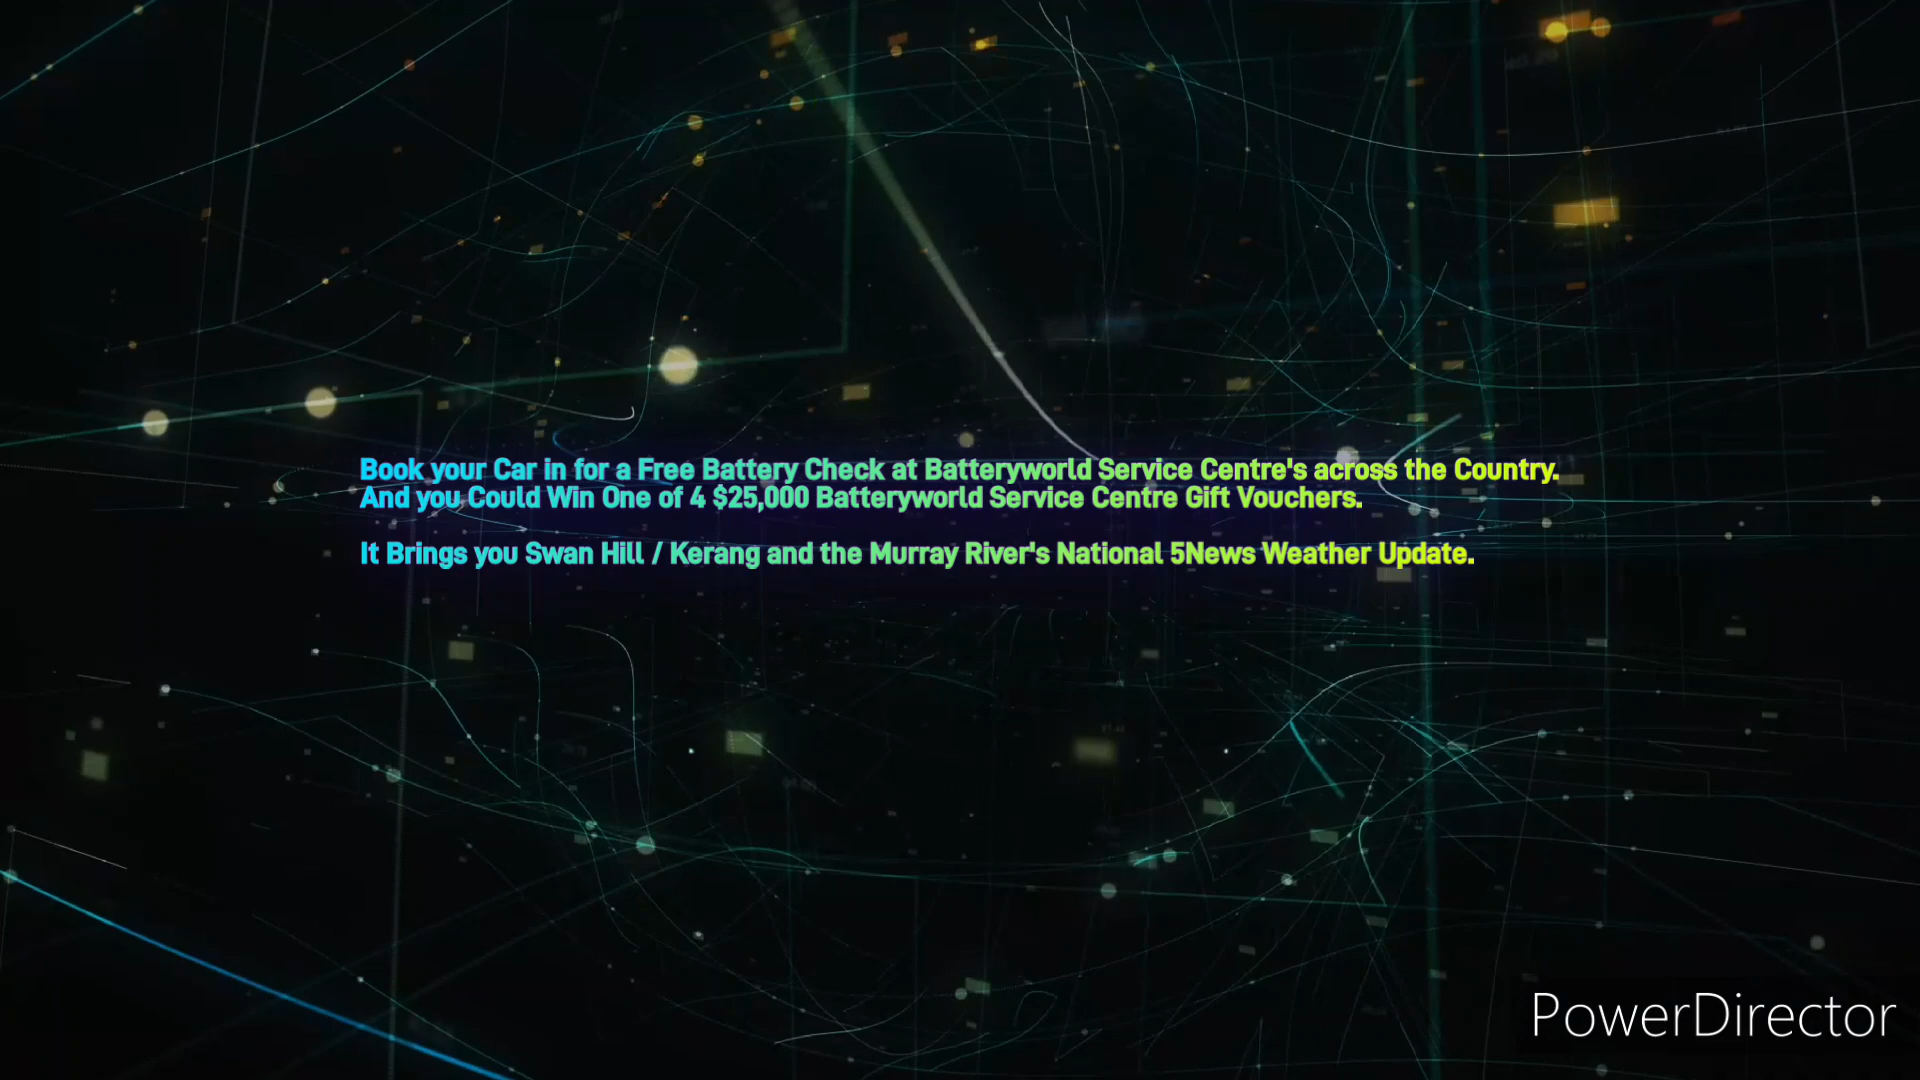 Book your Car in for a Free Battery Check at Batteryworld Service Centre's across the Country.
And you Could Win One of 4 $25,000 Batteryworld Service Centre Gift Vouchers.
It Brings you Swan Hill / Kerang and the Murray River's National 5News Weather Update.
PowerDirector